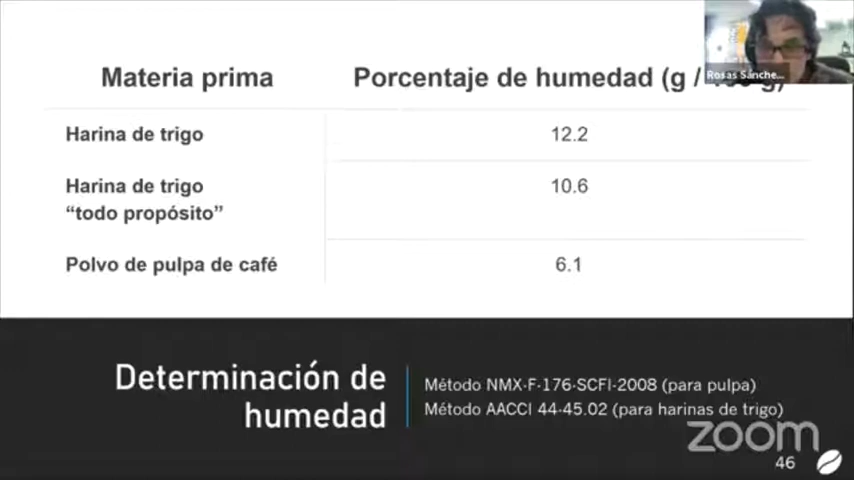 Rosas Sánche...
Materia prima Porcentaje de humedad (g /
Harina de trigo 12.2
Harina de trigo 10.6
“todo propósito”
Polvo de pulpa de café 6.1
Determinación de
humedad
Método NMX-F-176-SCFI-2008 (para pulpa)
Método AACCI 44-45.02 (para harinas de trigo)
zoom
46